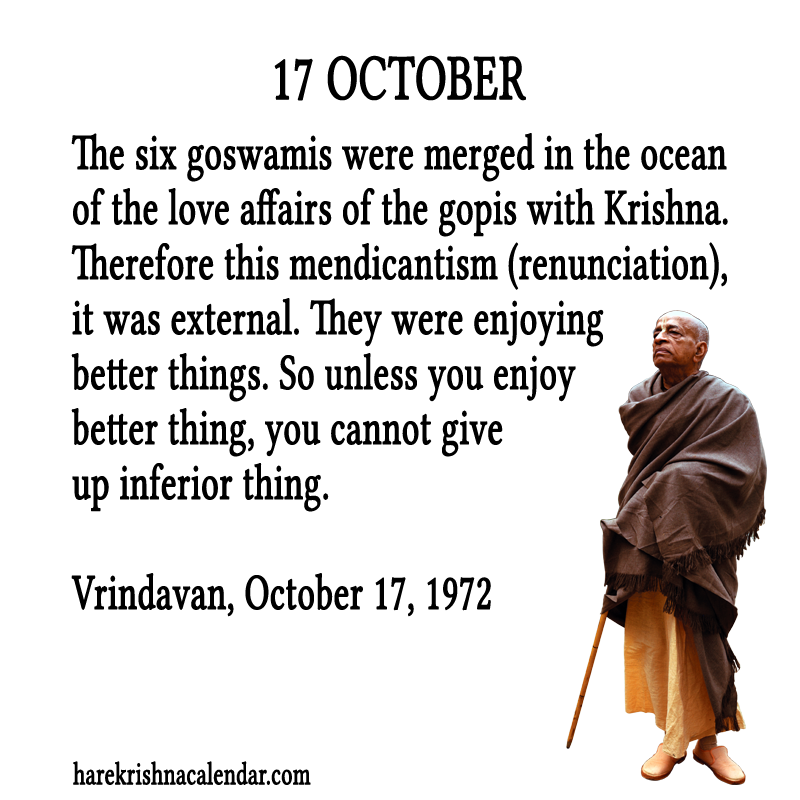 17 OCTOBER
The six goswamis were merged in the ocean
of the love affairs of the gopis with Krishna.
Therefore this mendicantism (renunciation),
it was external. They were enjoying
better things. So unless you enjoy
better thing, you cannot give
up inferior thing.
Vrindavan, October 17, 1972
harekrishnacalendar.com